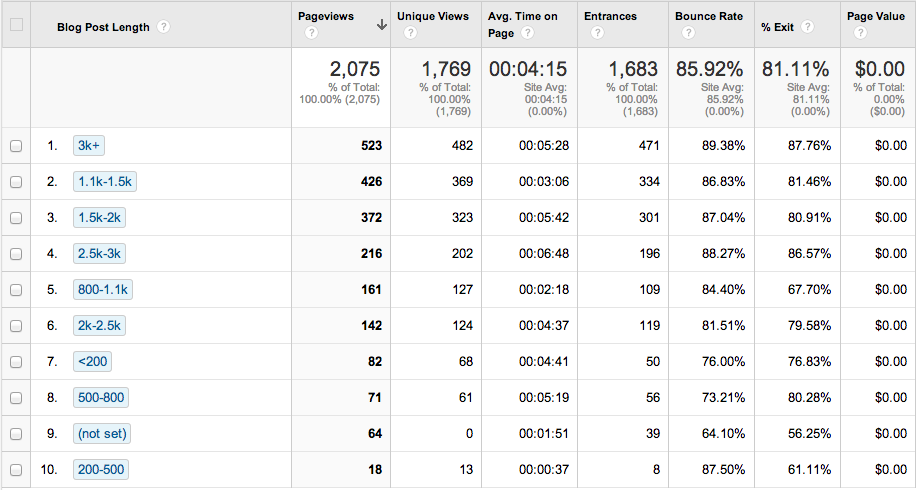 Blog Post Length ? Pageviews ? Unique Views ? Avg. Time on Page ? Entrances ? Bounce Rate ? % Exit ? Page Value ?
2,075 1,769 00:04:15 1,683 85.92% 81.11% $0.00
% of Total: % of Total: Site Avg: % of Total: Site Avg: Site Avg: % of Total:
100.00% (2,075) 100.00% 00:04:15 100.00% 85.92% 81.11% 0.00%
(1,769) (0.00%) (1,683) (0.00%) (0.00%) ($0.00)
1. 3k+ 523 482 00:05:28 471 89.38% 87.76% $0.00
2. 1.1k-1.5k 426 369 00:03:06 334 86.83% 81.46% $0.00
3. 1.5k-2k 372 323 00:05:42 301 87.04% 80.91% $0.00
4. 2.5k-3k 216 202 00:06:48 196 88.27% 86.57% $0.00
5. 800-1.1k 161 127 00:02:18 109 84.40% 67.70% $0.00
6. 2k-2.5k 142 124 00:04:37 119 81.51% 79.58% $0.00
7. <200 82 68 00:04:41 50 76.00% 76.83% $0.00
8. 500-800 71 61 00:05:19 56 73.21% 80.28% $0.00
9. (not set) 64 0 00:01:51 39 64.10% 56.25% $0.00
10. 200-500 18 13 00:00:37 8 87.50% 61.11% $0.00